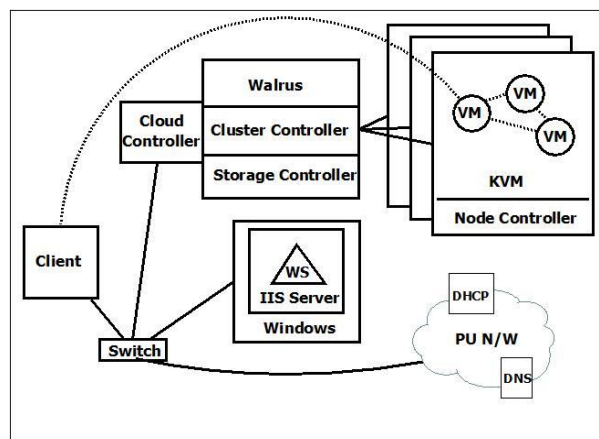 Walrus
Cloud
Controller
Cluster Controller
Storage Controller
VM
VM
VM
KVM
Node Controller
Client
WS
IIS Server
Windows
Switch
DHCP
PU N/W
DNS